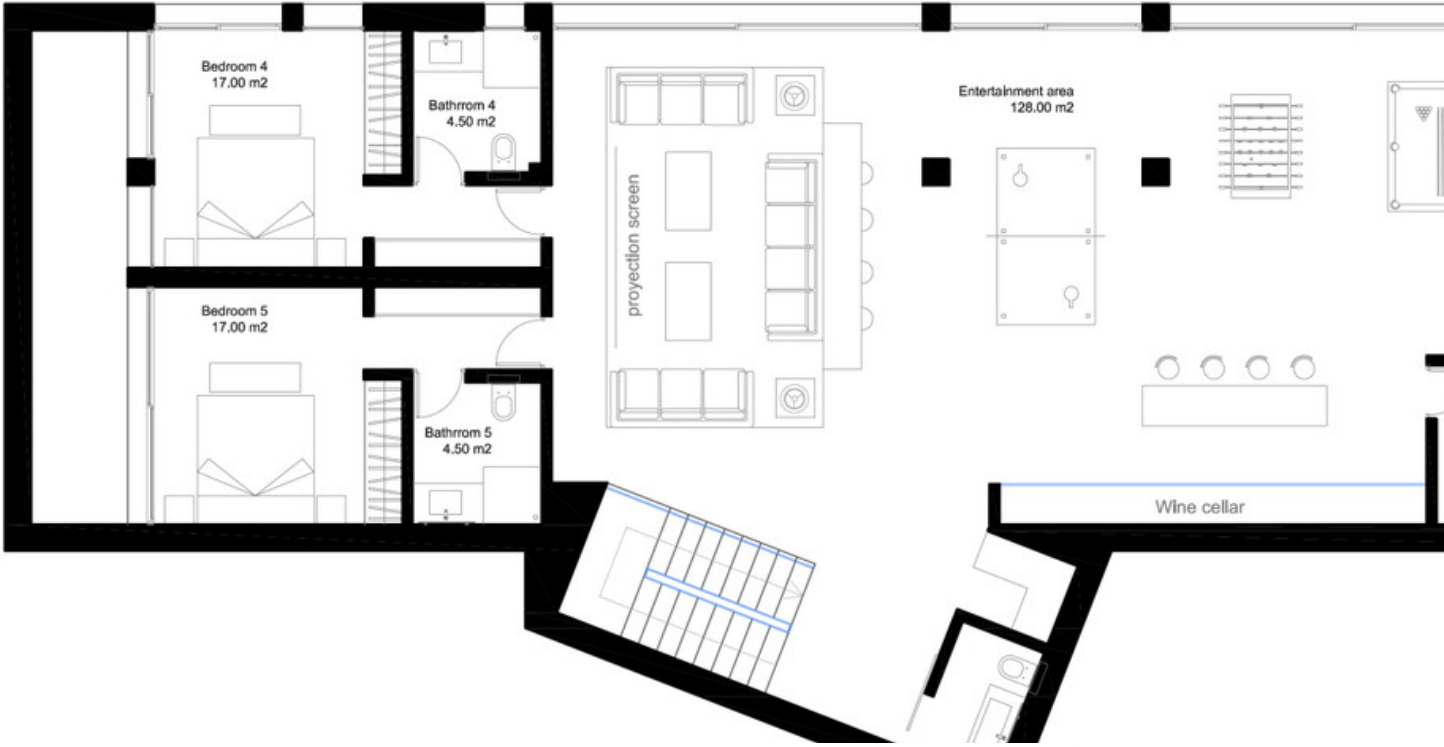 Bedroom 4
17.00 m2
Bathrrom 4
4.50 m2
Entertainment area
128.00 m2
proyection screen
Bedroom 5
17.00 m2
Bathrrom 5
4.50 m2
Wine cellar